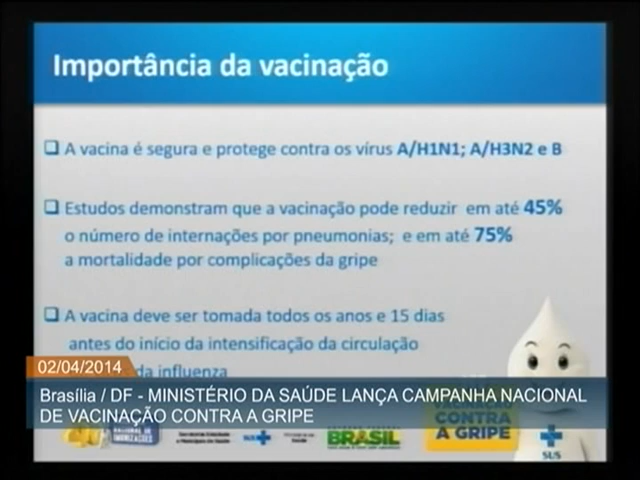 Importância da vacinação
❑ A vacina é segura e protege contra os vírus A/H1N1; A/H3N2 e B
❑ Estudos demonstram que a vacinação pode reduzir em até 45%
o número de internações por pneumonias; e em até 75%
a mortalidade por complicações da gripe
❑ A vacina deve ser tomada todos os anos e 15 dias
antes do início da intensificação da circulação
da influenza
02/04/2014
Brasília / DF - MINISTÉRIO DA SAÚDE LANÇA CAMPANHA NACIONAL
DE VACINAÇÃO CONTRA A GRIPE
VACINAÇÃO
CONTRA
A GRIPE
SUS
BRASIL
SUS